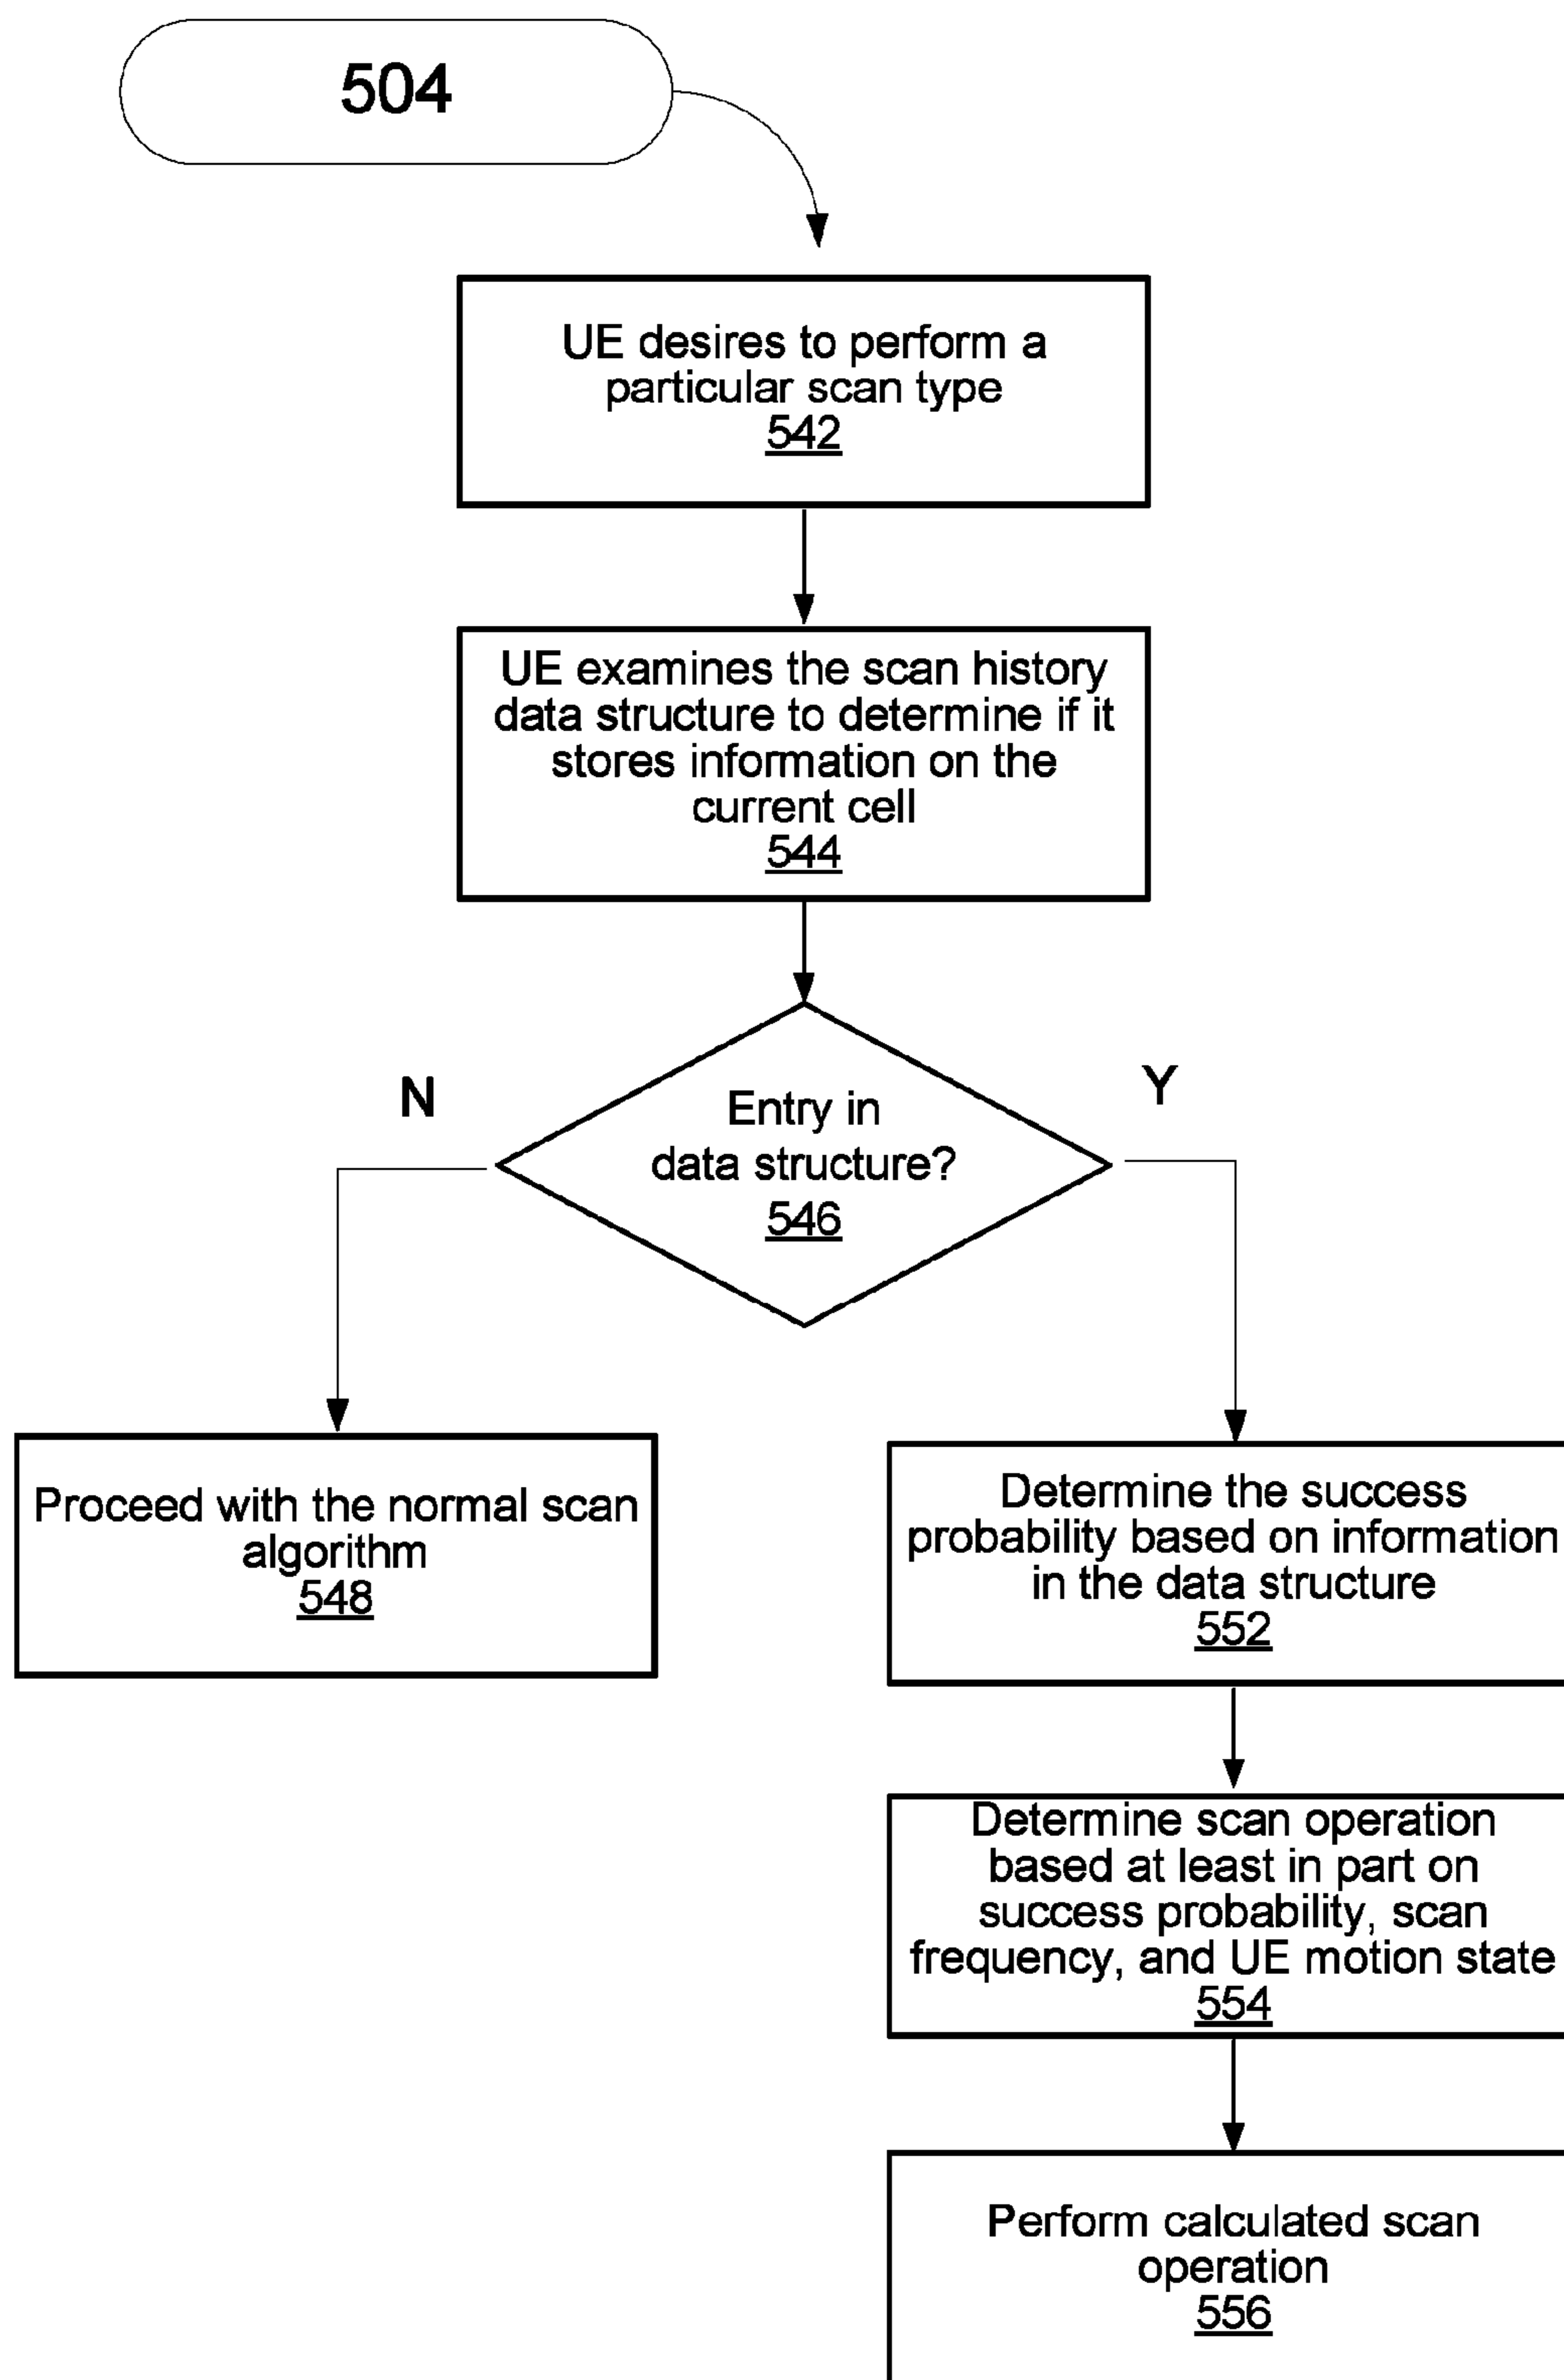 504
UE desires to perform a
particular scan type
542
UE examines the scan history
data structure to determine if it
stores information on the
current cell
544
N
Y
Entry in
data structure?
546
Proceed with the normal scan
algorithm
548
Determine the success
probability based on information
in the data structure
552
Determine scan operation
based at least in part on
success probability, scan
frequency, and UE motion state
554
Perform calculated scan
operation
556